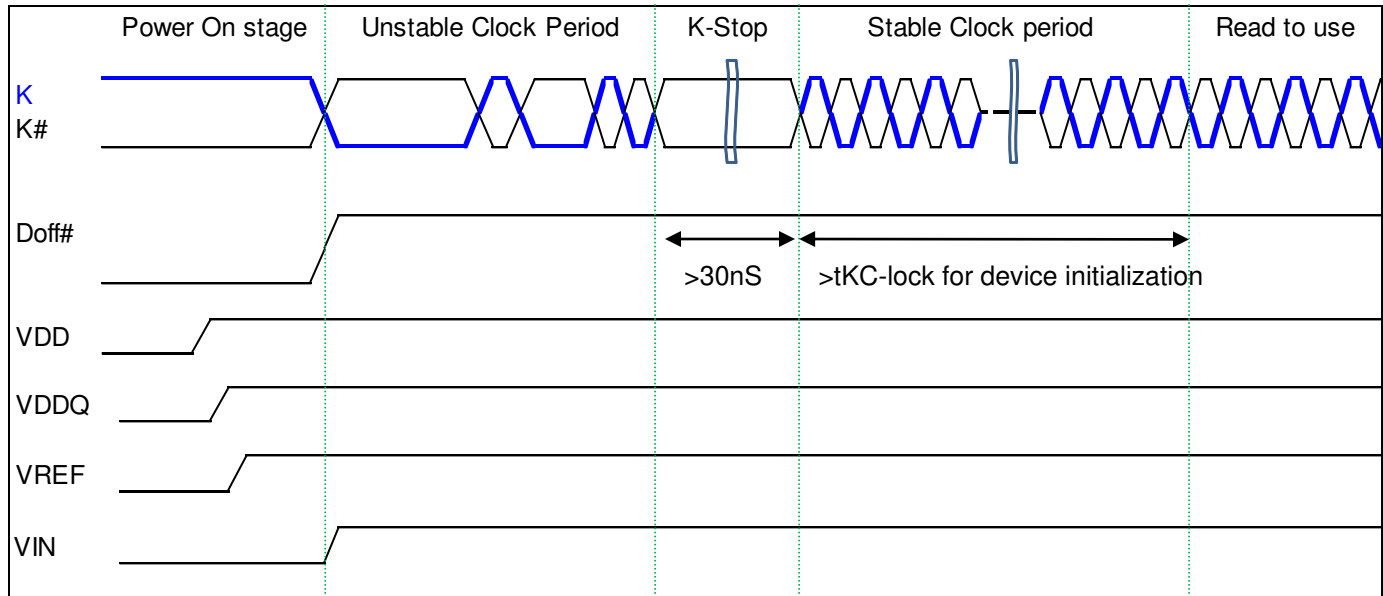 Power On stage Unstable Clock Period K-Stop Stable Clock period Read to use
K
K#
Doff#
>30nS >tKC-lock for device initialization
VDD
VDDQ
VREF
VIN